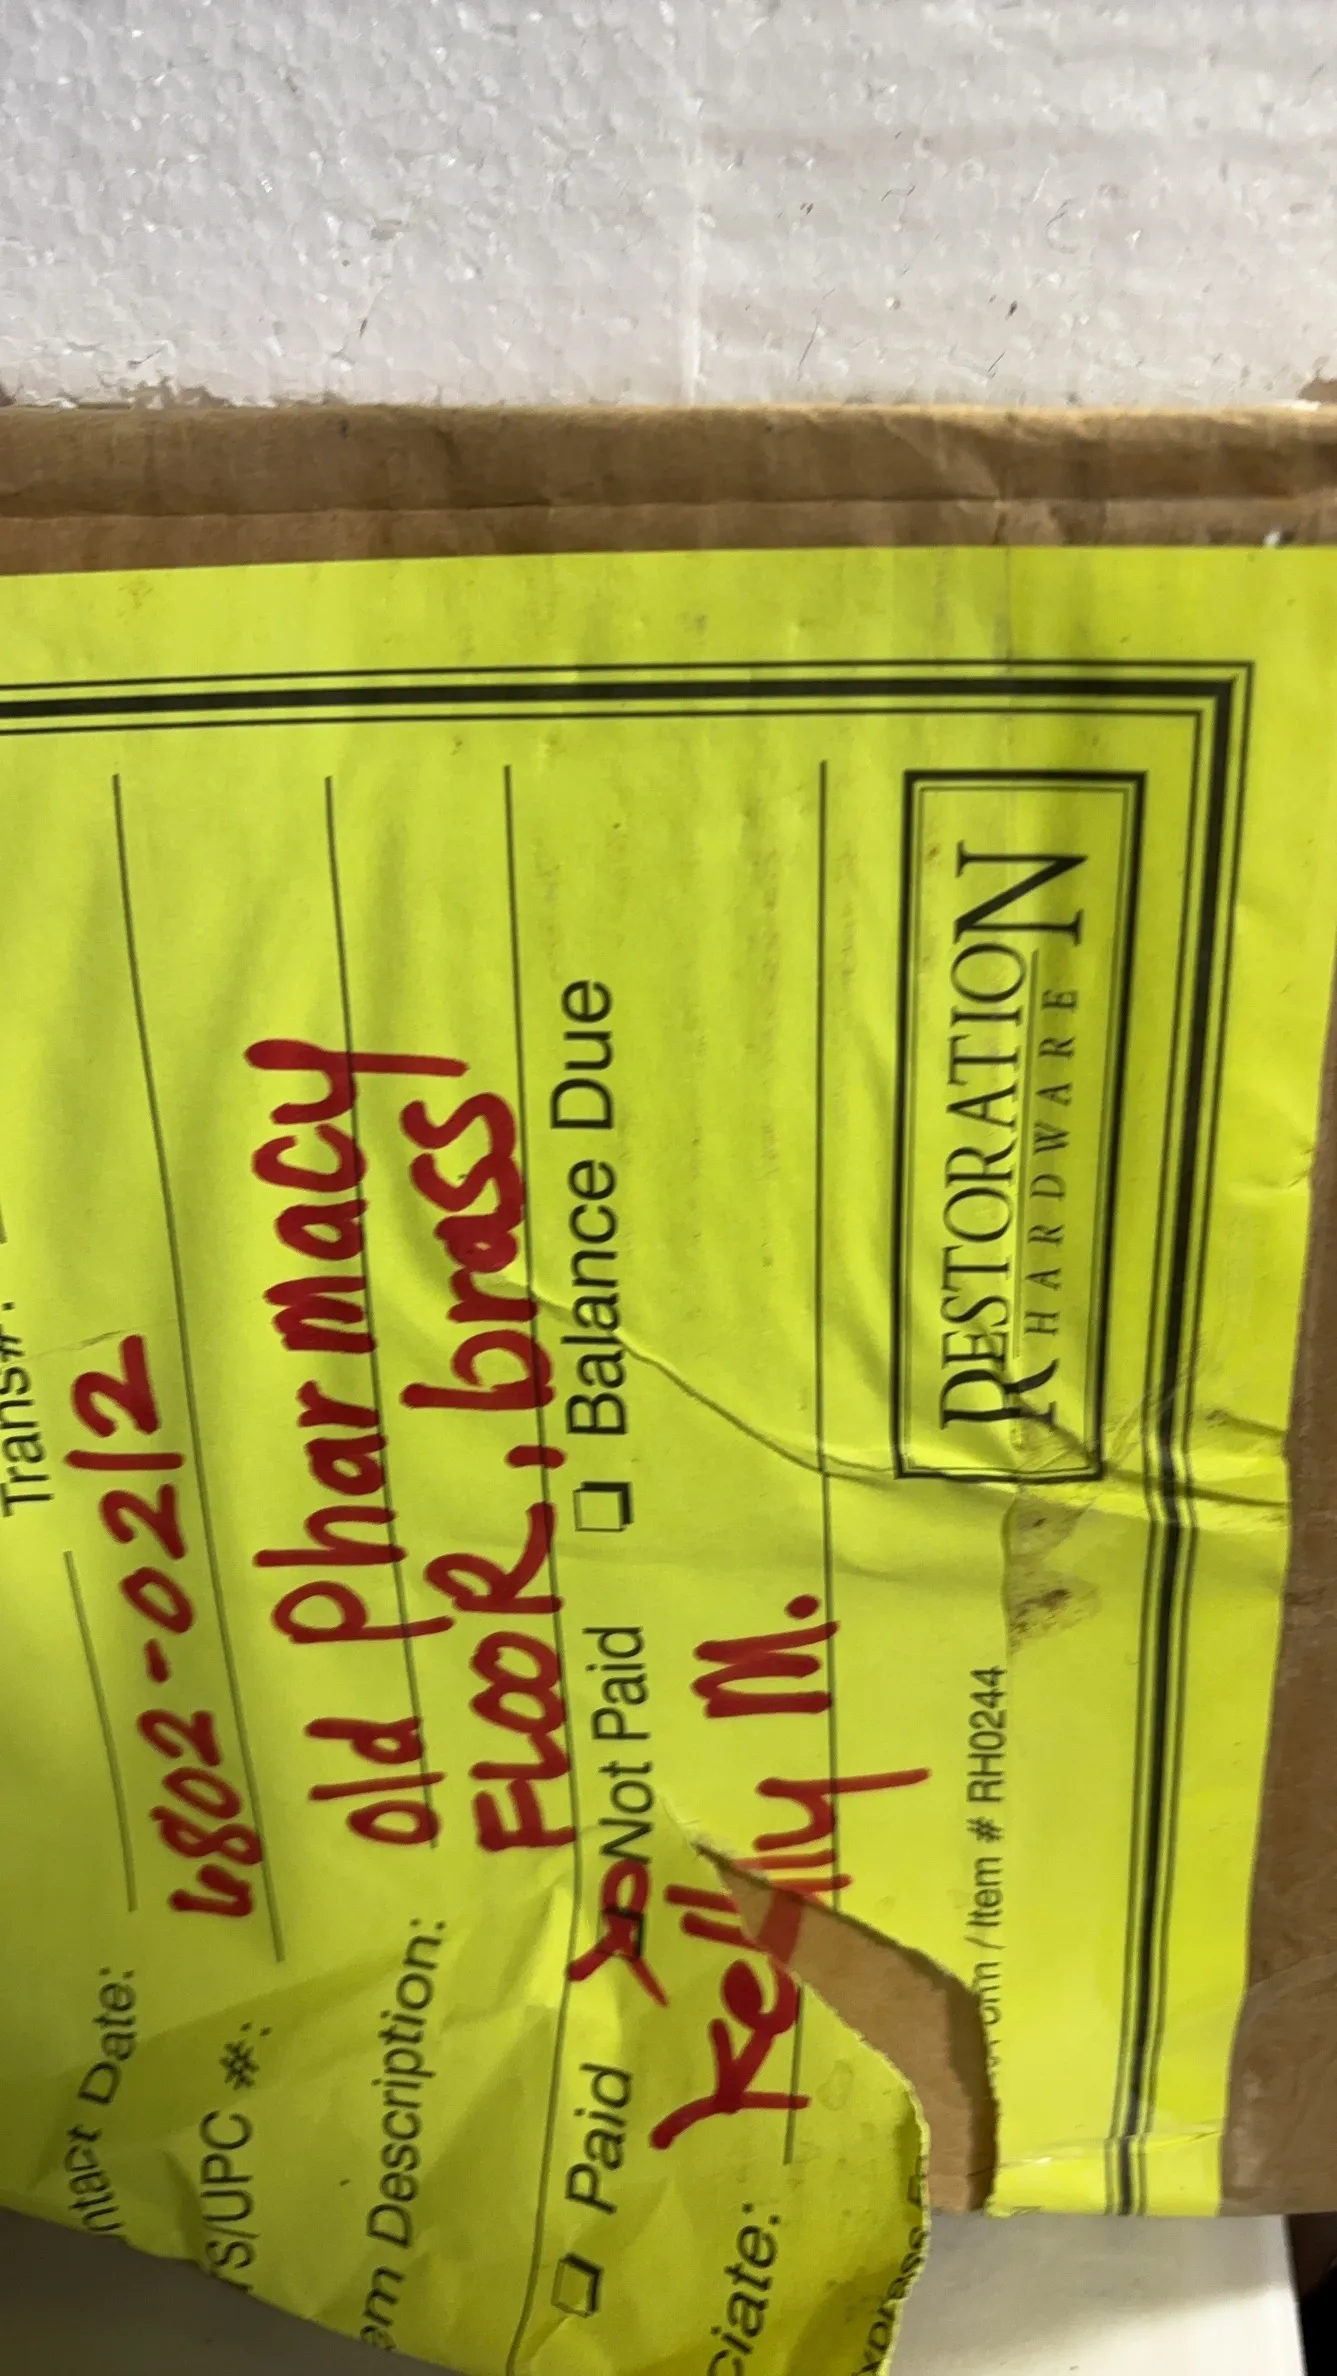 Trans#:
ntact Date:
S/UPC #: 6802-0212
em Description: old pharmacy
FLOOR, brass
Paid Not Paid Balance Due
ciate: Kelly M.
Form / Item # RH0244
RESTORATION
HARDWARE